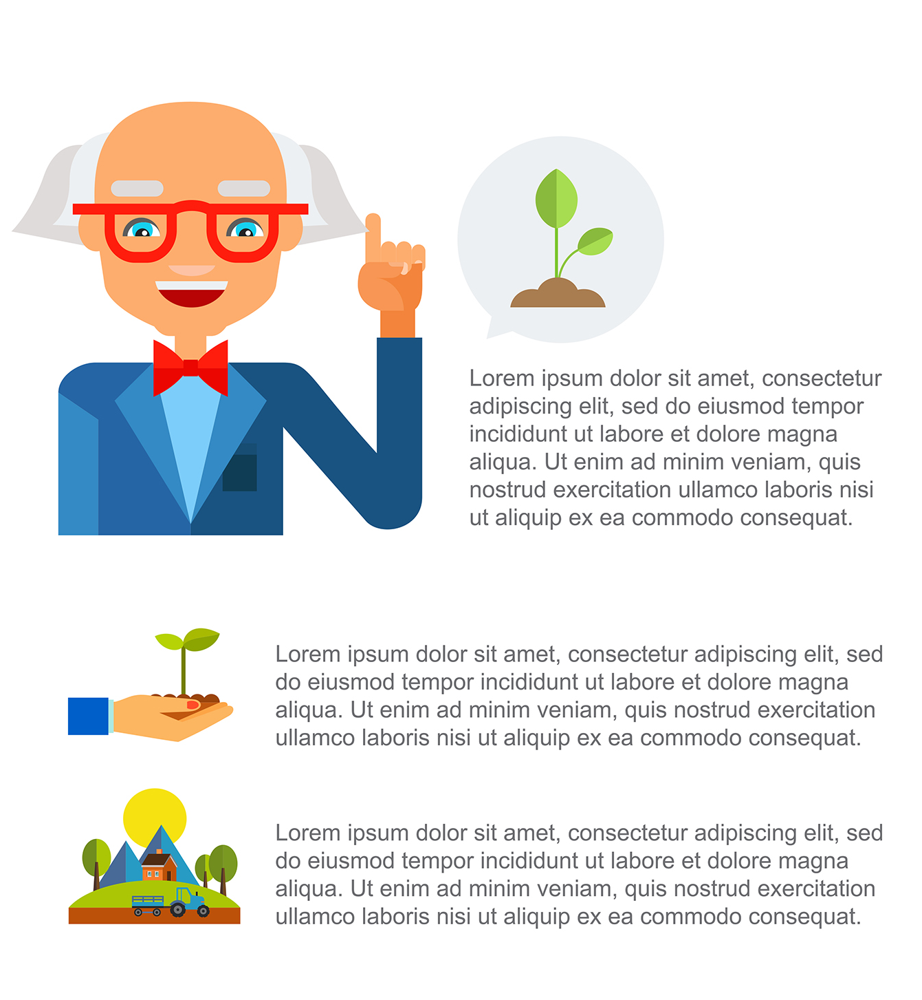 Lorem ipsum dolor sit amet, consectetur
adipiscing elit, sed do eiusmod tempor
incididunt ut labore et dolore magna
aliqua. Ut enim ad minim veniam, quis
nostrud exercitation ullamco laboris nisi
ut aliquip ex ea commodo consequat.
Lorem ipsum dolor sit amet, consectetur adipiscing elit, sed
do eiusmod tempor incididunt ut labore et dolore magna
aliqua. Ut enim ad minim veniam, quis nostrud exercitation
ullamco laboris nisi ut aliquip ex ea commodo consequat.
Lorem ipsum dolor sit amet, consectetur adipiscing elit, sed
do eiusmod tempor incididunt ut labore et dolore magna
aliqua. Ut enim ad minim veniam, quis nostrud exercitation
ullamco laboris nisi ut aliquip ex ea commodo consequat.